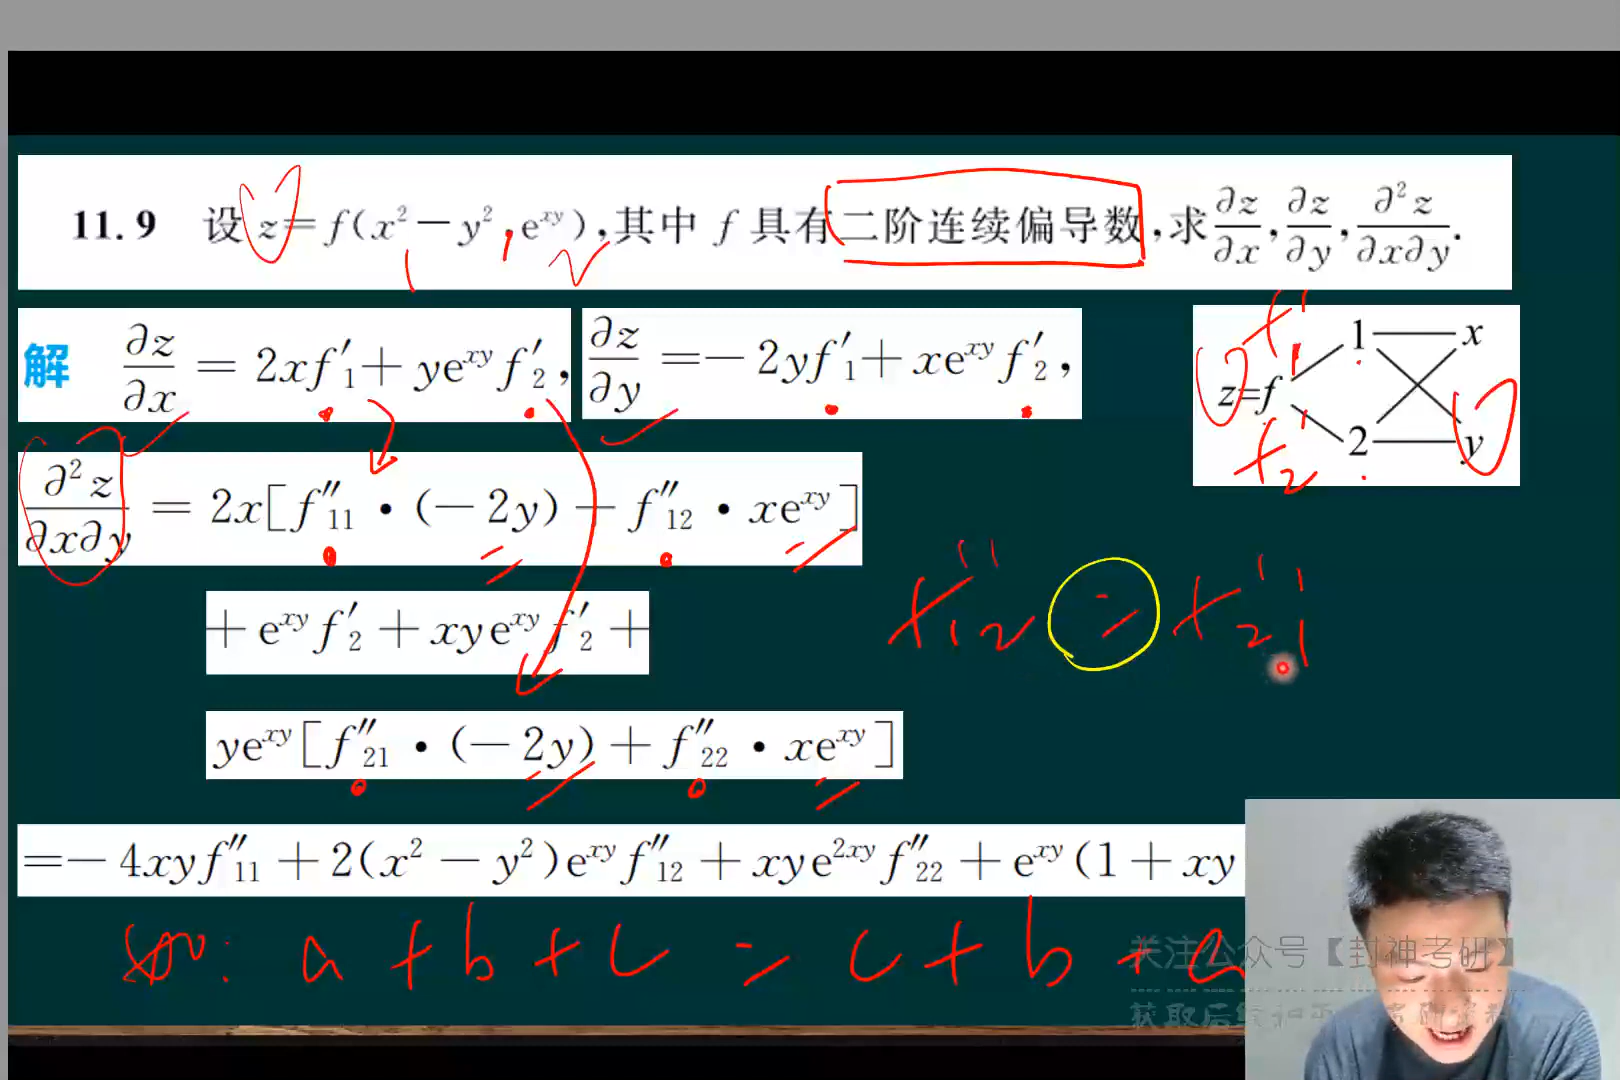 11.9 设 z = f(x² − y², e^{xy}), 其中 f 具有二阶连续偏导数, 求 ∂z/∂x, ∂z/∂y, ∂²z/∂x∂y.
解 ∂z/∂x = 2xf′₁ + ye^{xy}f′₂, ∂z/∂y = −2yf′₁ + xe^{xy}f′₂,
f′₁
z=f 1 2 x y
f′₂
∂²z/∂x∂y = 2x[f″₁₁ · (−2y) + f″₁₂ · xe^{xy}]
+ e^{xy}f′₂ + xye^{xy}f′₂ +
f″₁₂ = f″₂₁
ye^{xy}[f″₂₁ · (−2y) + f″₂₂ · xe^{xy}]
= −4xyf″₁₁ + 2(x² − y²)e^{xy}f″₁₂ + xye^{2xy}f″₂₂ + e^{xy}(1 + xy
如: a + b + c = c + b + a
关注公众号【封神考研】